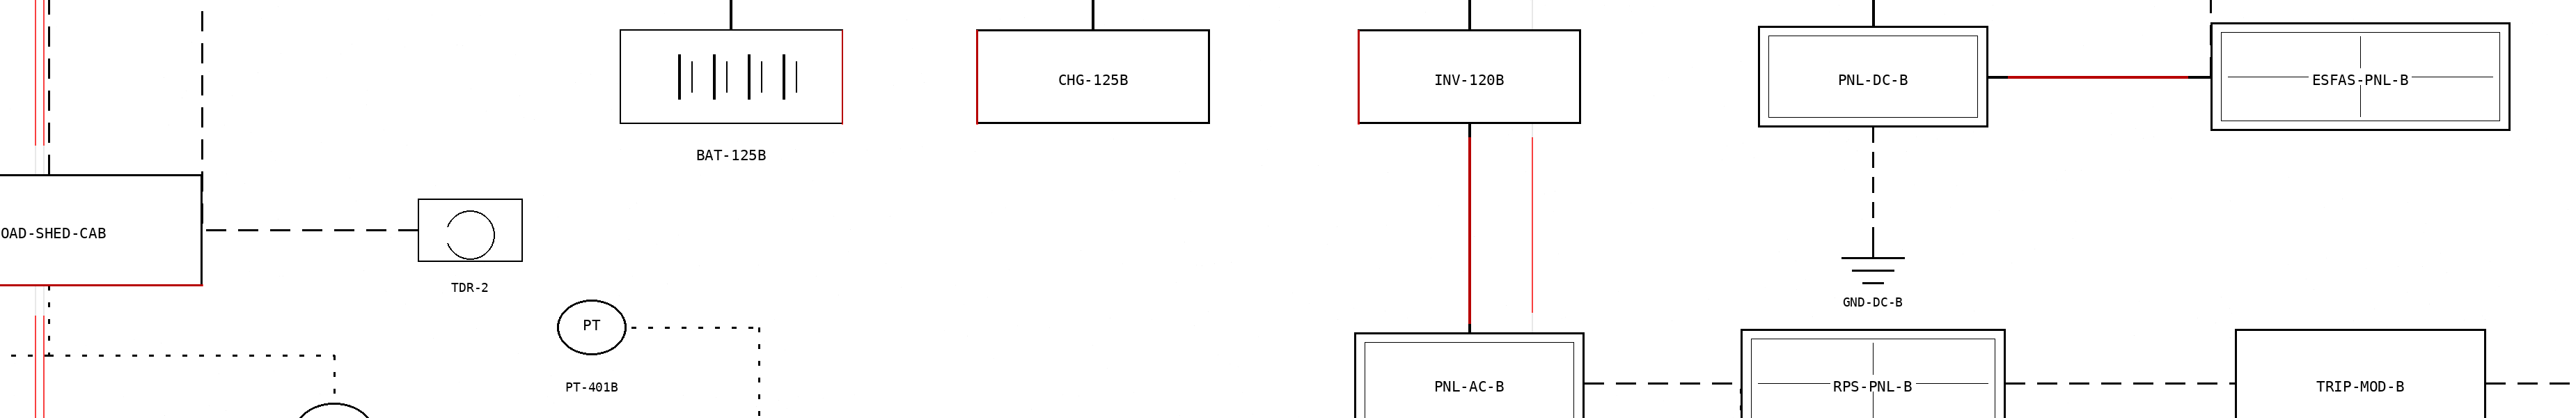 CHG-125B
INV-120B
PNL-DC-B
ESFAS-PNL-B
BAT-125B
OAD-SHED-CAB
TDR-2
GND-DC-B
PT
PT-401B
PNL-AC-B
RPS-PNL-B
TRIP-MOD-B